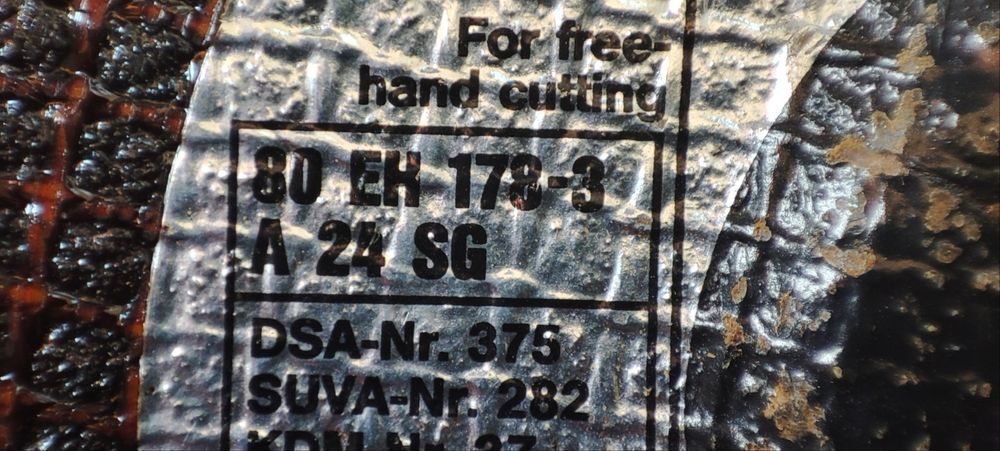 For free-
hand cutting
80 EH 178-3
A 24 SG
DSA-Nr. 375
SUVA-Nr. 282